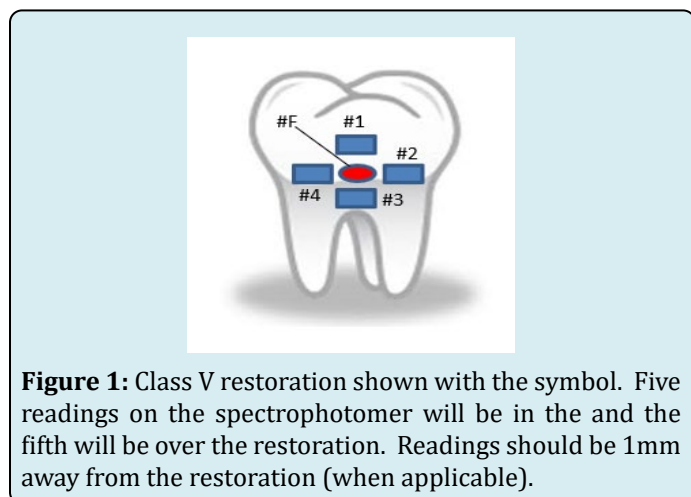 #F
#1
#2
#4
#3
Figure 1: Class V restoration shown with the symbol. Five
readings on the spectrophotomer will be in the and the
fifth will be over the restoration. Readings should be 1mm
away from the restoration (when applicable).